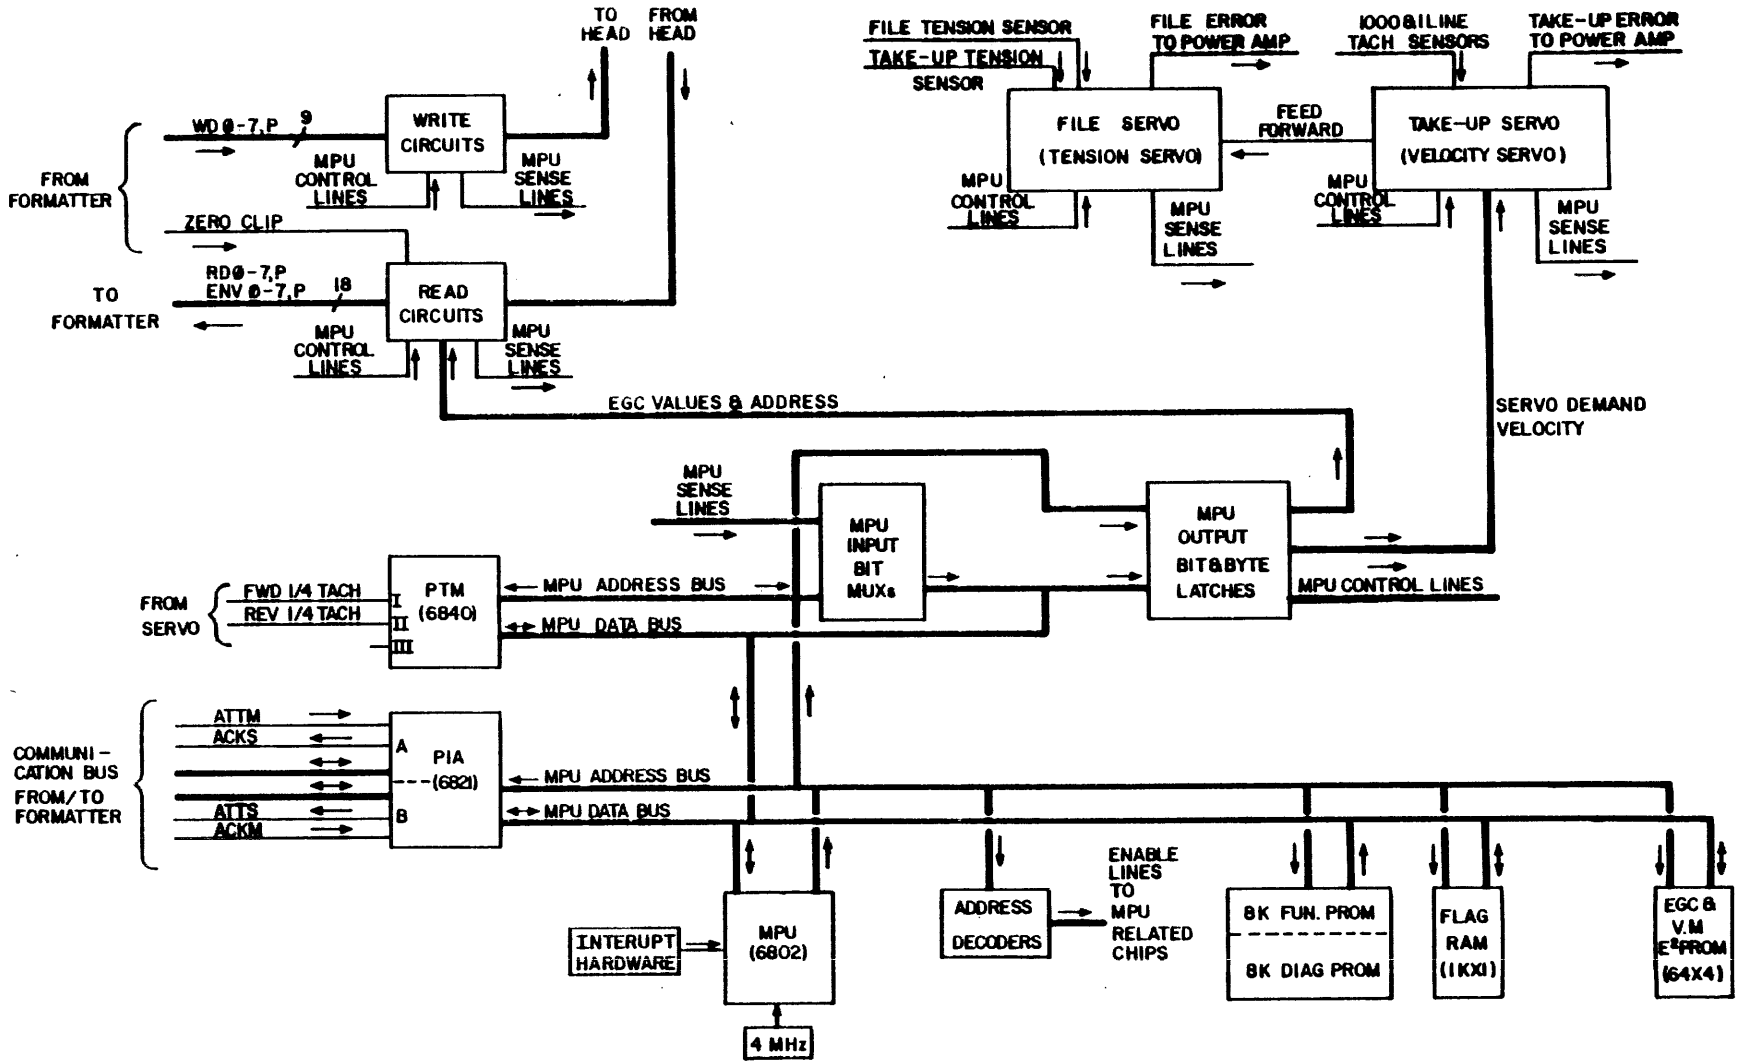 TO
HEAD
FROM
HEAD
WD0-7,P
9
WRITE
CIRCUITS
MPU
CONTROL
LINES
MPU
SENSE
LINES
FROM
FORMATTER
ZERO CLIP
RD0-7,P
ENV 0-7,P
18
READ
CIRCUITS
TO
FORMATTER
MPU
CONTROL
LINES
MPU
SENSE
LINES
EGC VALUES & ADDRESS
FILE TENSION SENSOR
TAKE-UP TENSION
SENSOR
FILE ERROR
TO POWER AMP
1000 & 1 LINE
TACH SENSORS
TAKE-UP ERROR
TO POWER AMP
FILE SERVO
(TENSION SERVO)
FEED
FORWARD
TAKE-UP SERVO
(VELOCITY SERVO)
MPU
CONTROL
LINES
MPU
SENSE
LINES
MPU
CONTROL
LINES
MPU
SENSE
LINES
SERVO DEMAND
VELOCITY
MPU
SENSE
LINES
MPU
INPUT
BIT
MUXs
MPU
OUTPUT
BIT & BYTE
LATCHES
MPU CONTROL LINES
FROM
SERVO
FWD 1/4 TACH
REV 1/4 TACH
I
II
III
PTM
(6840)
MPU ADDRESS BUS
MPU DATA BUS
COMMUNI-
CATION BUS
FROM/TO
FORMATTER
ATTM
ACKS
ATTS
ACKM
A
B
PIA
(6821)
MPU ADDRESS BUS
MPU DATA BUS
INTERUPT
HARDWARE
MPU
(6802)
4 MHz
ADDRESS
DECODERS
ENABLE
LINES
TO
MPU
RELATED
CHIPS
8K FUN. PROM
8K DIAG PROM
FLAG
RAM
(1KX1)
EGC &
V.M
E²PROM
(64X4)